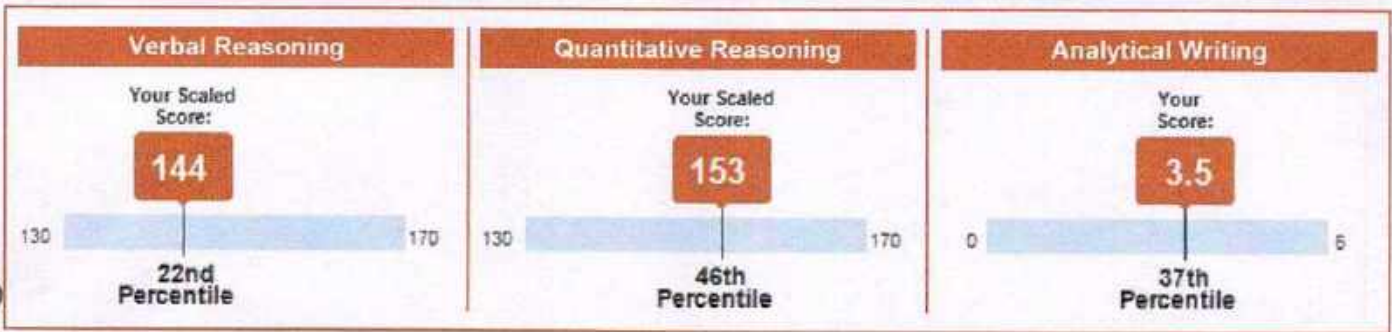 Verbal Reasoning
Your Scaled
Score:
144
130
170
22nd
Percentile
Quantitative Reasoning
Your Scaled
Score:
153
130
170
46th
Percentile
Analytical Writing
Your
Score:
3.5
0
6
37th
Percentile